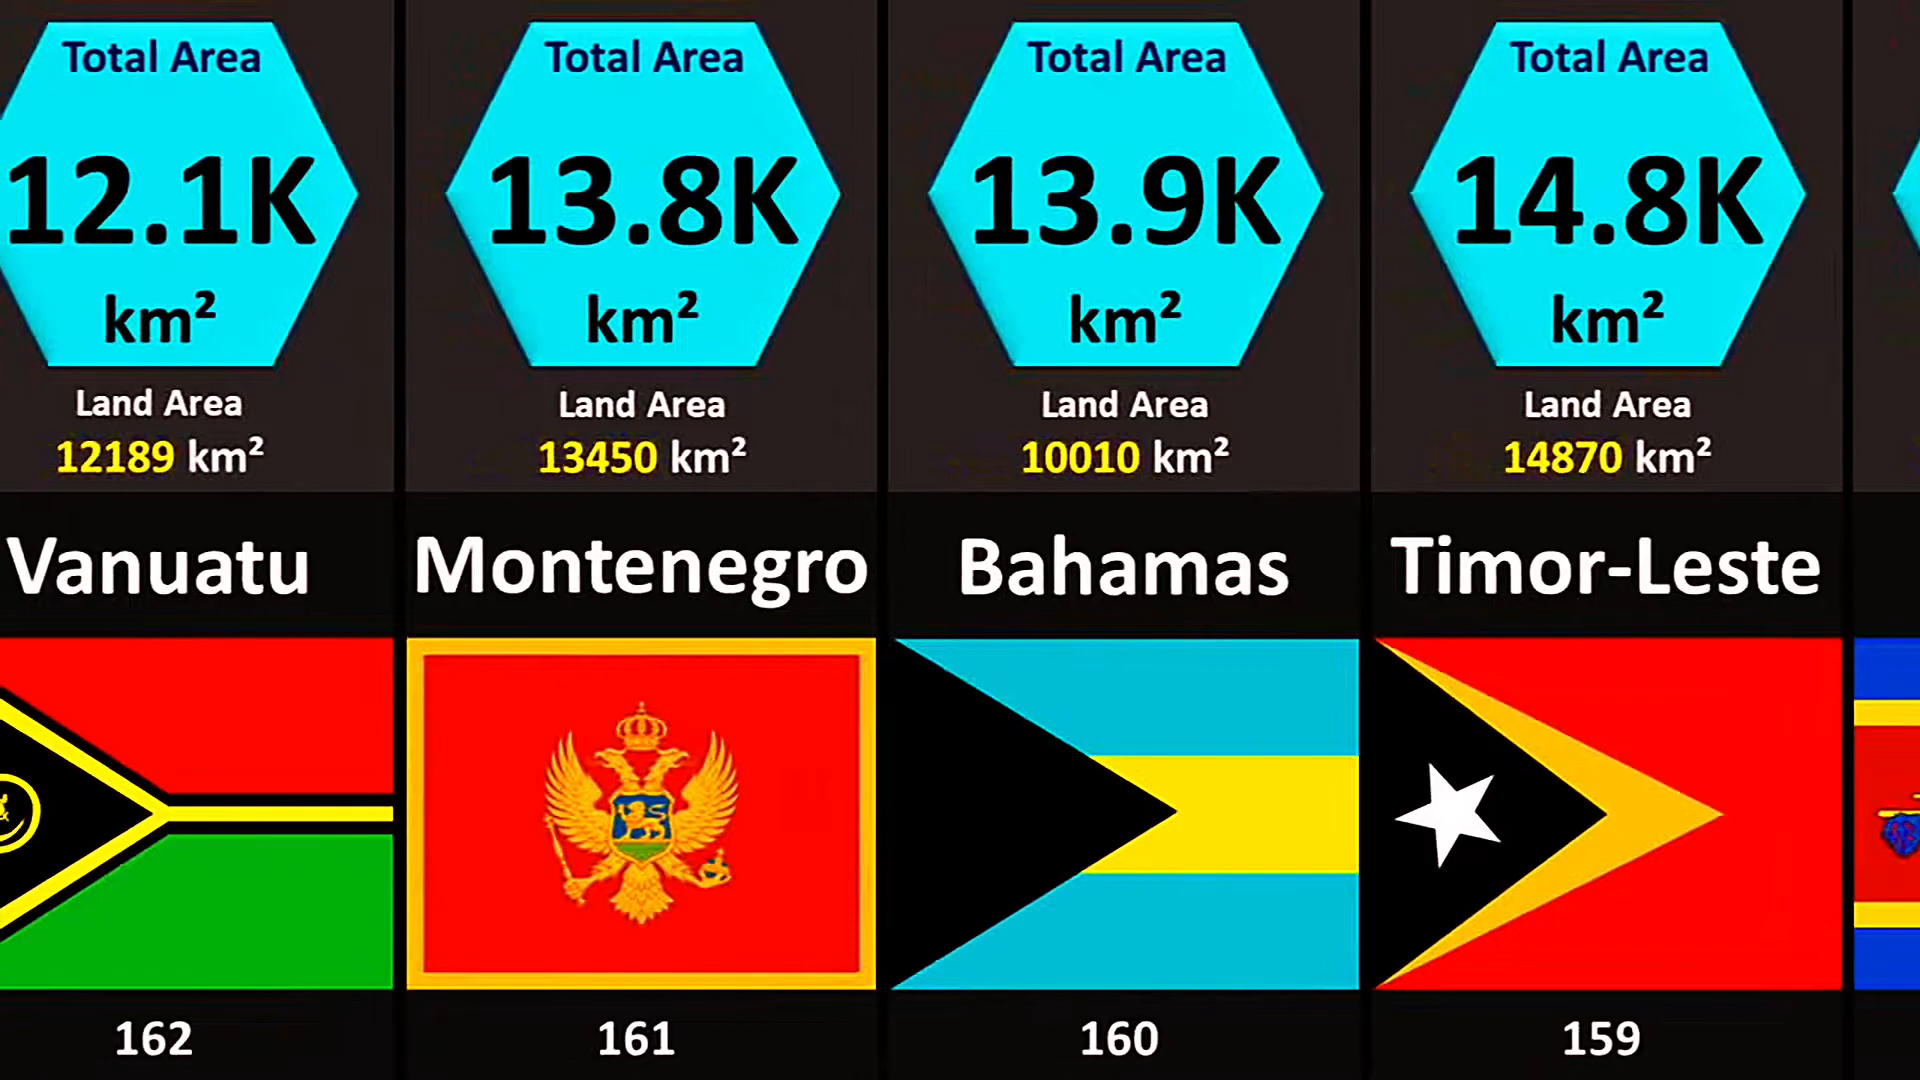 Total Area
12.1K
km²
Land Area
12189 km²
Vanuatu
162
Total Area
13.8K
km²
Land Area
13450 km²
Montenegro
161
Total Area
13.9K
km²
Land Area
10010 km²
Bahamas
160
Total Area
14.8K
km²
Land Area
14870 km²
Timor-Leste
159